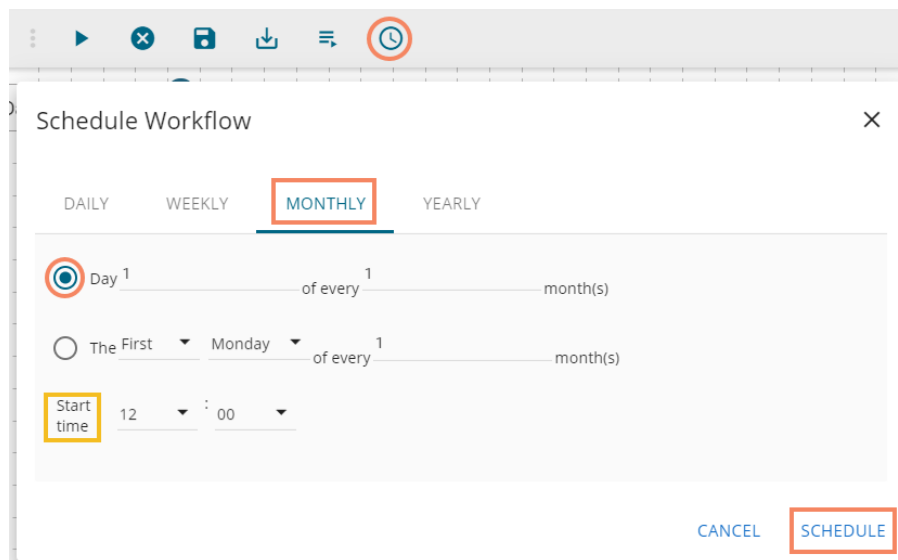 Schedule Workflow
DAILY WEEKLY MONTHLY YEARLY
Day 1 of every 1 month(s)
The First Monday of every 1 month(s)
Start time 12 : 00
CANCEL SCHEDULE